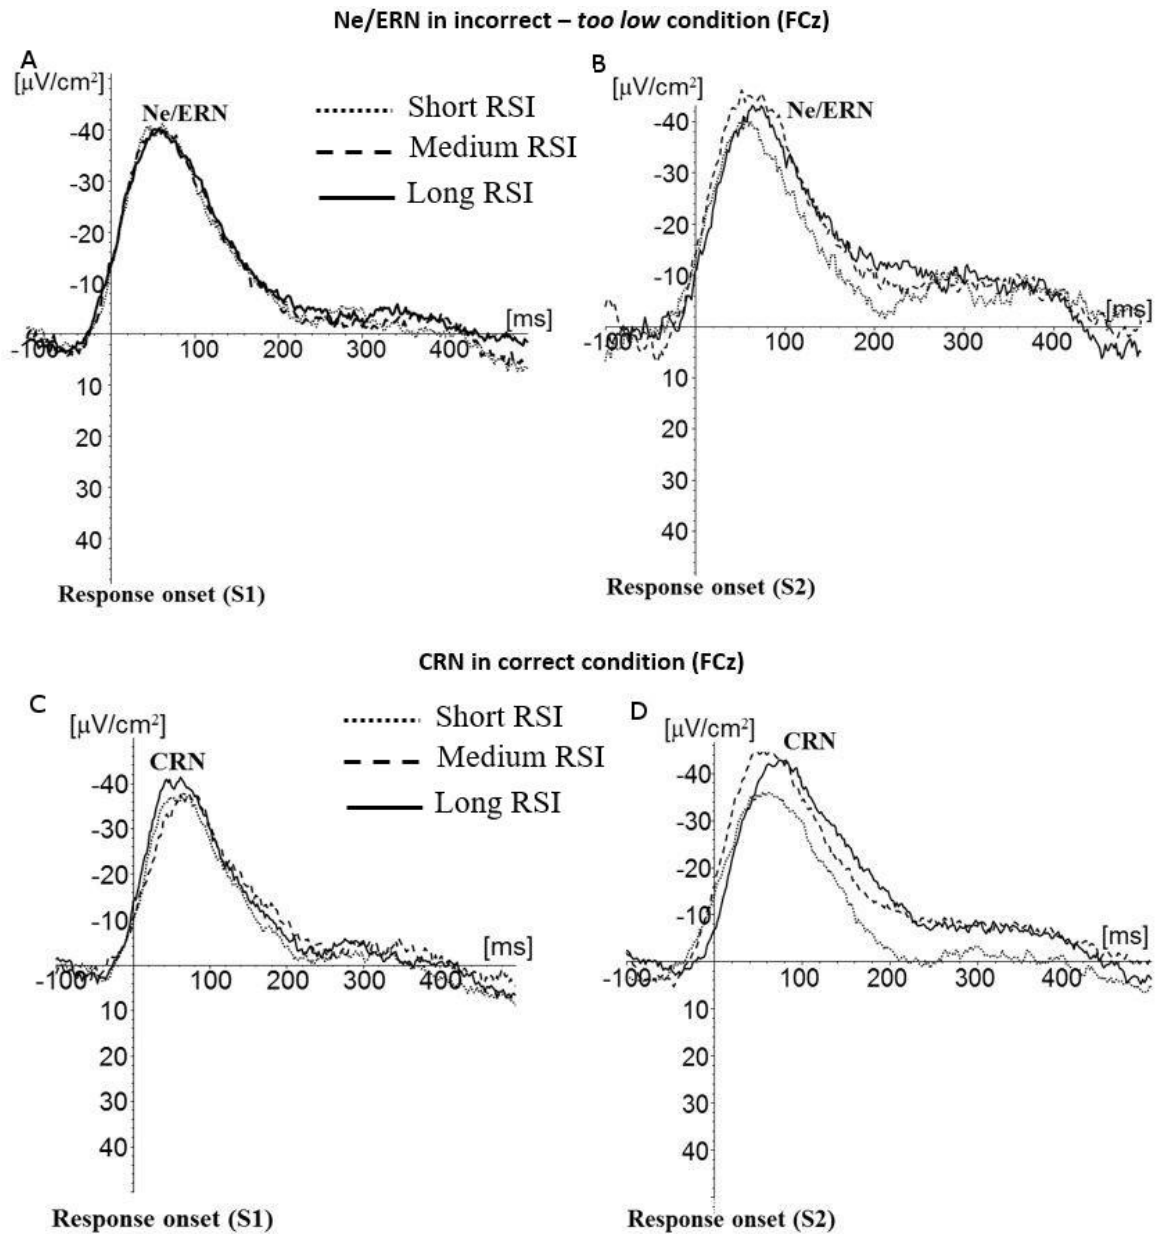 Ne/ERN in incorrect – too low condition (FCz)
A
[μV/cm²]
Ne/ERN
-40
-30
-20
-10
10
20
30
40
-100 100 200 300 400
[ms]
Short RSI
Medium RSI
Long RSI
Response onset (S1)
B
[μV/cm²]
Ne/ERN
-40
-30
-20
-10
10
20
30
40
-100 100 200 300 400
[ms]
Response onset (S2)
CRN in correct condition (FCz)
C
[μV/cm²]
CRN
-40
-30
-20
-10
10
20
30
40
-100 100 200 300 400
[ms]
Short RSI
Medium RSI
Long RSI
Response onset (S1)
D
[μV/cm²]
CRN
-40
-30
-20
-10
10
20
30
40
-100 100 200 300 400
[ms]
Response onset (S2)